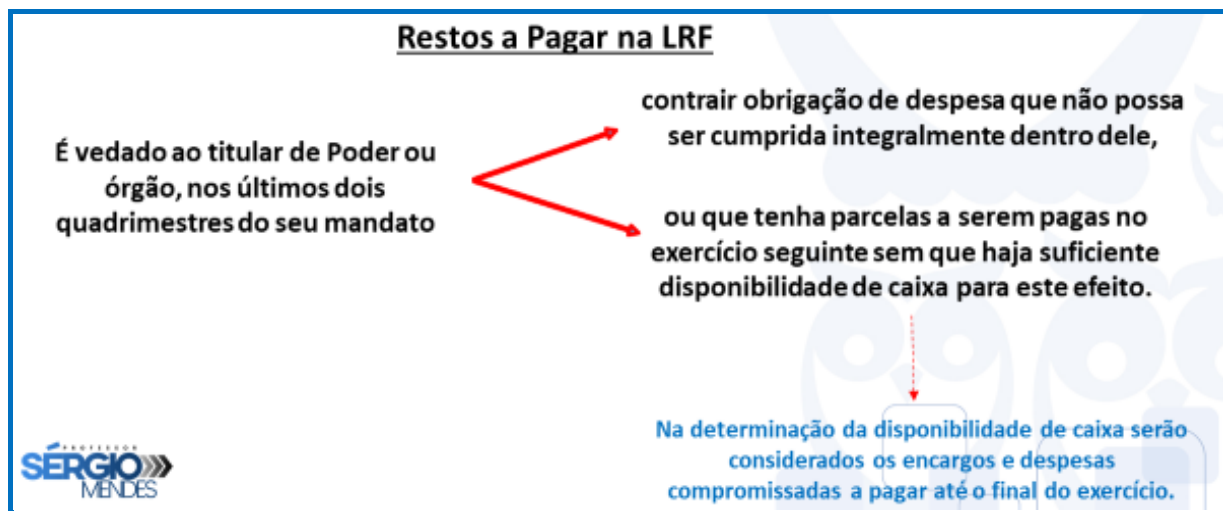 Restos a Pagar na LRF
É vedado ao titular de Poder ou
órgão, nos últimos dois
quadrimestres do seu mandato
contrair obrigação de despesa que não possa
ser cumprida integralmente dentro dele,
ou que tenha parcelas a serem pagas no
exercício seguinte sem que haja suficiente
disponibilidade de caixa para este efeito.
Na determinação da disponibilidade de caixa serão
considerados os encargos e despesas
compromissadas a pagar até o final do exercício.
PROFESSOR
SÉRGIO
MENDES